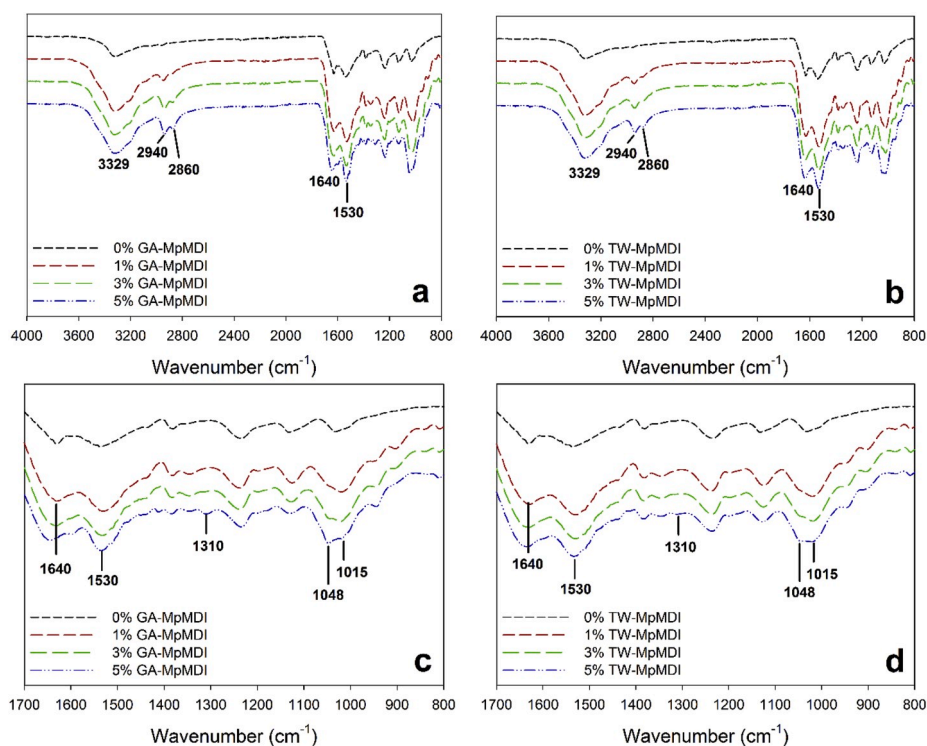 3329
2940
2860
1640
1530
0% GA-MpMDI
1% GA-MpMDI
3% GA-MpMDI
5% GA-MpMDI
a
4000 3600 3200 2800 2400 2000 1600 1200 800
Wavenumber (cm-1)
3329
2940
2860
1640
1530
0% TW-MpMDI
1% TW-MpMDI
3% TW-MpMDI
5% TW-MpMDI
b
4000 3600 3200 2800 2400 2000 1600 1200 800
Wavenumber (cm-1)
1640
1530
1310
1048
1015
0% GA-MpMDI
1% GA-MpMDI
3% GA-MpMDI
5% GA-MpMDI
c
1700 1600 1500 1400 1300 1200 1100 1000 900 800
Wavenumber (cm-1)
1640
1530
1310
1048
1015
0% TW-MpMDI
1% TW-MpMDI
3% TW-MpMDI
5% TW-MpMDI
d
1700 1600 1500 1400 1300 1200 1100 1000 900 800
Wavenumber (cm-1)